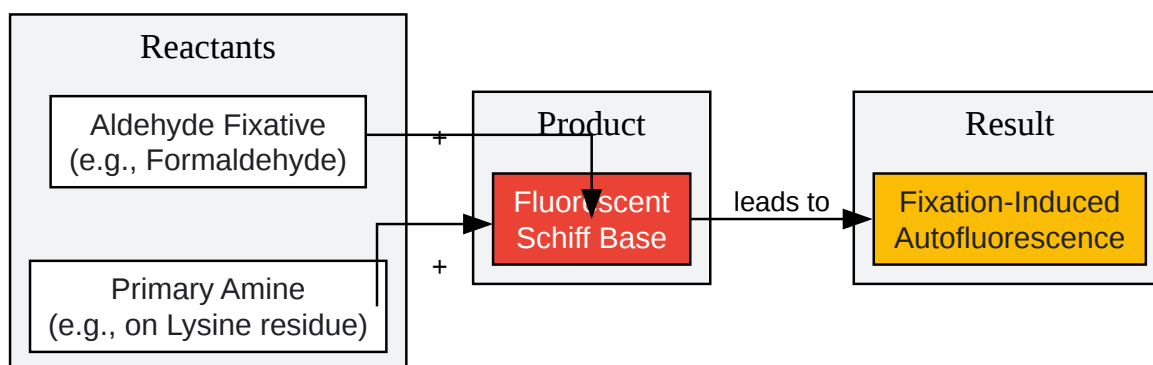 Reactants
Aldehyde Fixative
(e.g., Formaldehyde)
+
Primary Amine
(e.g., on Lysine residue)
+
Product
Fluorescent
Schiff Base
leads to
Result
Fixation-Induced
Autofluorescence